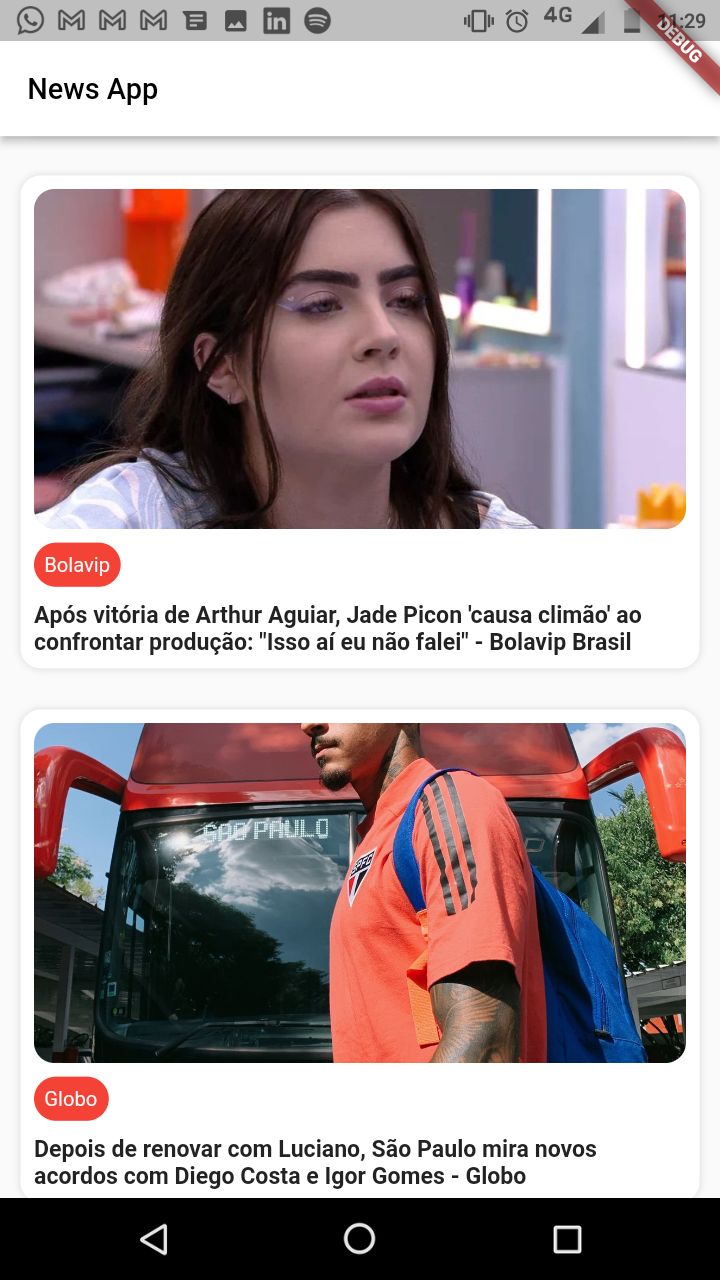 4G
11:29
DEBUG
News App
Bolavip
Após vitória de Arthur Aguiar, Jade Picon 'causa climão' ao
confrontar produção: "Isso aí eu não falei" - Bolavip Brasil
SAO PAULO
SPFC
Globo
Depois de renovar com Luciano, São Paulo mira novos
acordos com Diego Costa e Igor Gomes - Globo